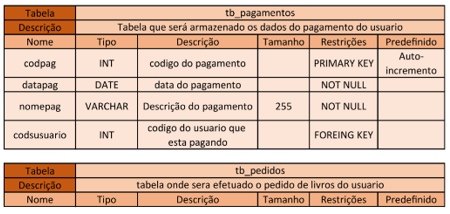 Tabela tb_pagamentos
Descrição Tabela que será armazenado os dados do pagamento do usuario
Nome Tipo Descrição Tamanho Restrições Predefinido
codpag INT codigo do pagamento PRIMARY KEY Auto-
incremento
datapag DATE data do pagamento NOT NULL
nomepag VARCHAR Descrição do pagamento 255 NOT NULL
codsusuario INT codigo do usuario que
esta pagando FOREING KEY
Tabela tb_pedidos
Descrição tabela onde sera efetuado o pedido de livros do usuario
Nome Tipo Descrição Tamanho Restrições Predefinido